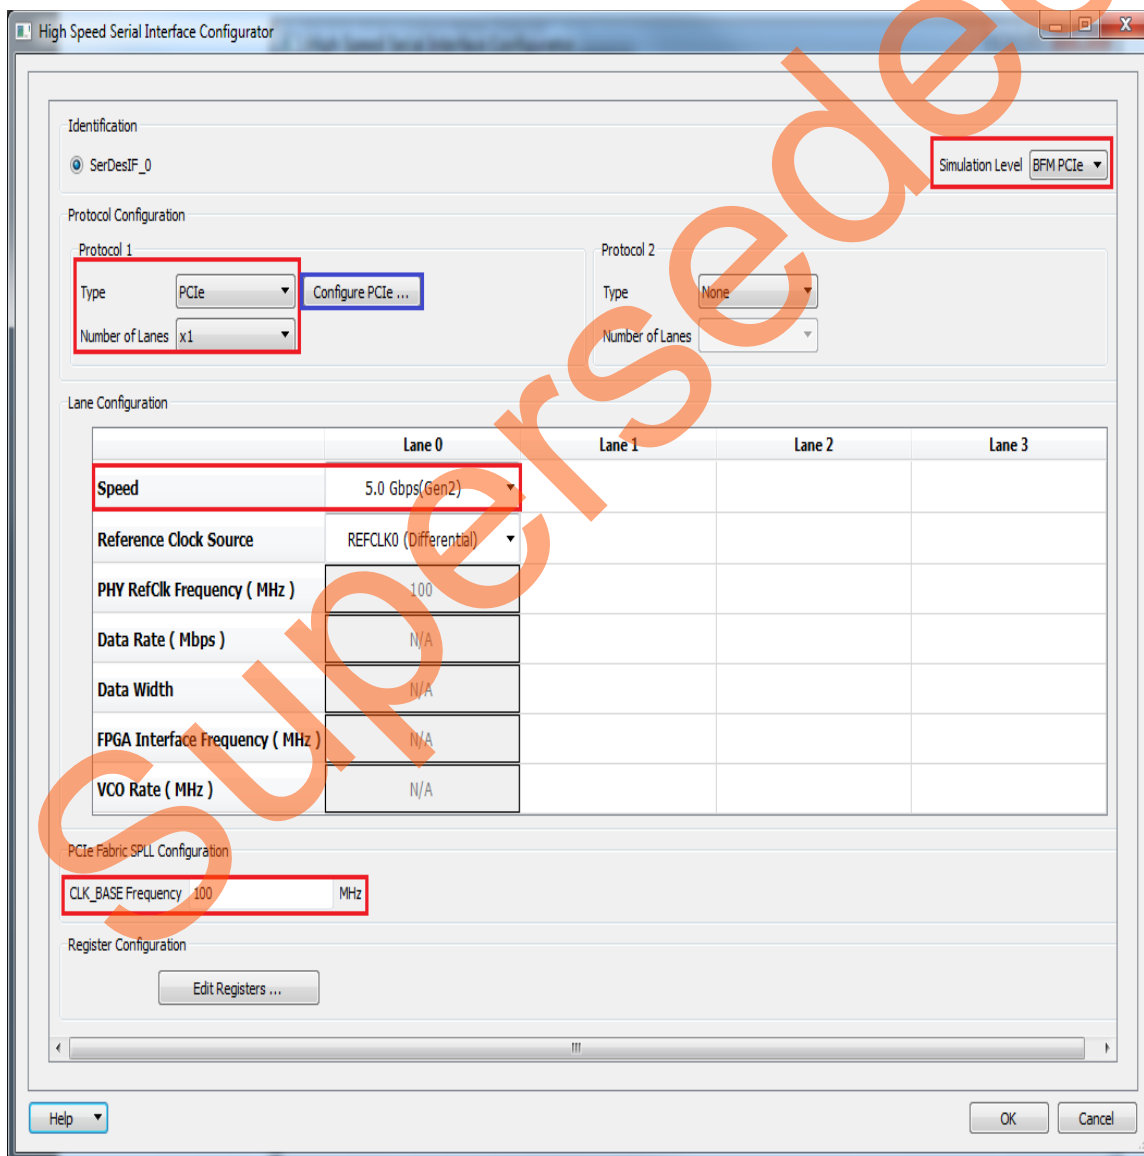 High Speed Serial Interface Configurator
Identification
SerDesIF_0
Simulation Level BFM PCIe
Protocol Configuration
Protocol 1
Protocol 2
Type PCIe Configure PCIe ...
Type None
Number of Lanes x1
Number of Lanes
Lane Configuration
Lane 0 Lane 1 Lane 2 Lane 3
Speed 5.0 Gbps(Gen2)
Reference Clock Source REFCLK0 (Differential)
PHY RefClk Frequency ( MHz ) 100
Data Rate ( Mbps ) N/A
Data Width N/A
FPGA Interface Frequency ( MHz ) N/A
VCO Rate ( MHz ) N/A
PCIe Fabric SPLL Configuration
CLK_BASE Frequency 100 MHz
Register Configuration
Edit Registers ...
Help OK Cancel
Supersede